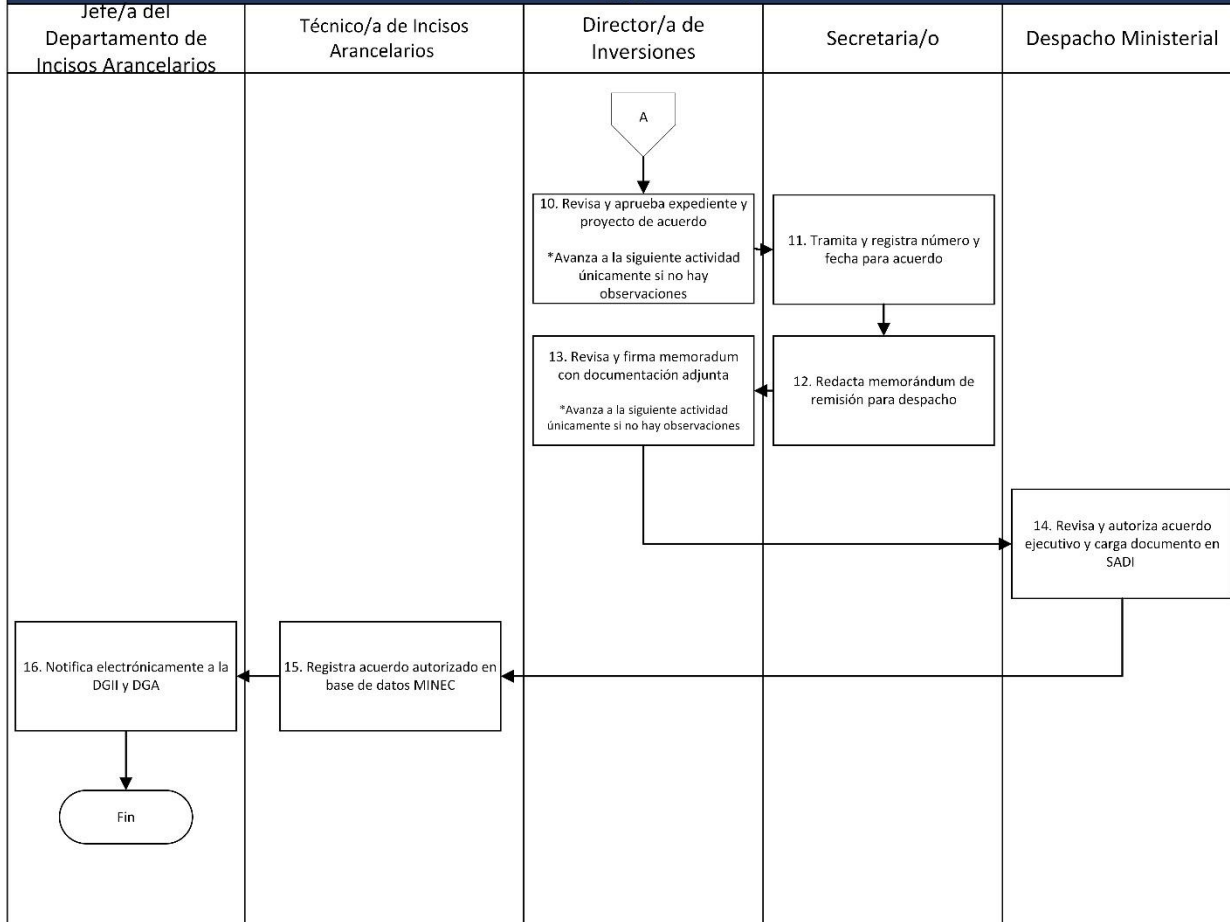 Jefe/a del
Departamento de
Incisos Arancelarios
Técnico/a de Incisos
Arancelarios
Director/a de
Inversiones
Secretaria/o
Despacho Ministerial
A
10. Revisa y aprueba expediente y
proyecto de acuerdo
*Avanza a la siguiente actividad
únicamente si no hay
observaciones
11. Tramita y registra número y
fecha para acuerdo
13. Revisa y firma memoradum
con documentación adjunta
*Avanza a la siguiente actividad
únicamente si no hay observaciones
12. Redacta memorándum de
remisión para despacho
14. Revisa y autoriza acuerdo
ejecutivo y carga documento en
SADI
16. Notifica electrónicamente a la
DGII y DGA
15. Registra acuerdo autorizado en
base de datos MINEC
Fin